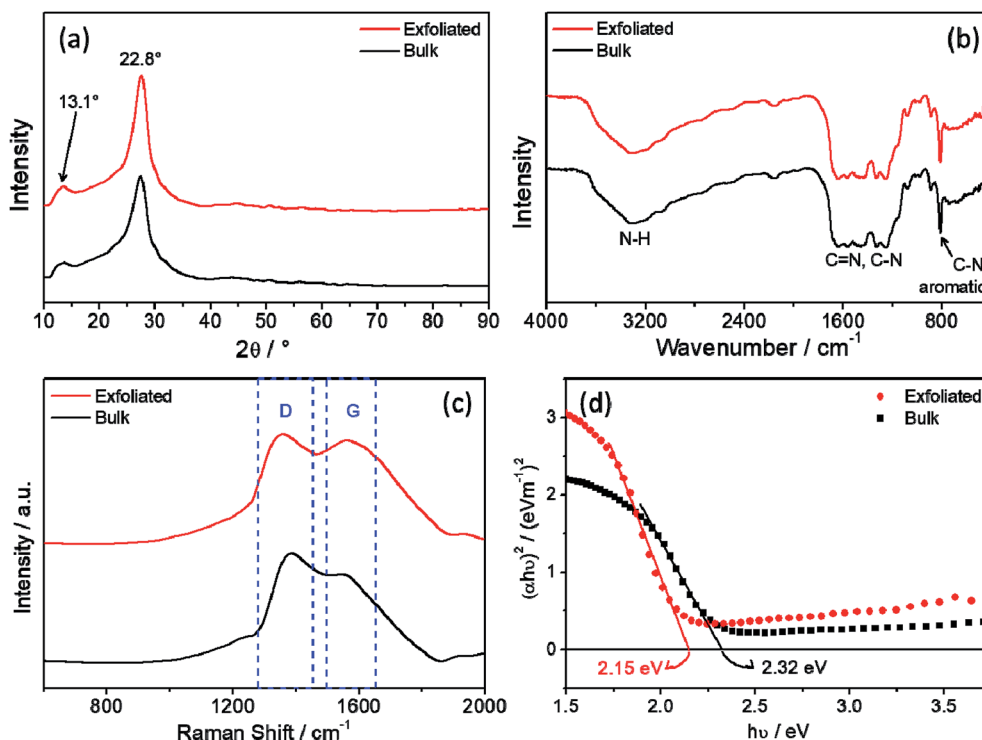 (a)
Exfoliated
Bulk
22.8°
13.1°
Intensity
10 20 30 40 50 60 70 80 90
2θ / °
(b)
Exfoliated
Bulk
Intensity
N-H
C=N, C-N
C-N
aromatic
4000 3200 2400 1600 800
Wavenumber / cm⁻¹
(c)
Exfoliated
Bulk
D
G
Intensity / a.u.
800 1200 1600 2000
Raman Shift / cm⁻¹
(d)
Exfoliated
Bulk
3
2
1
0
(αhυ)² / (eVm⁻¹)²
2.15 eV
2.32 eV
1.5 2.0 2.5 3.0 3.5
hυ / eV